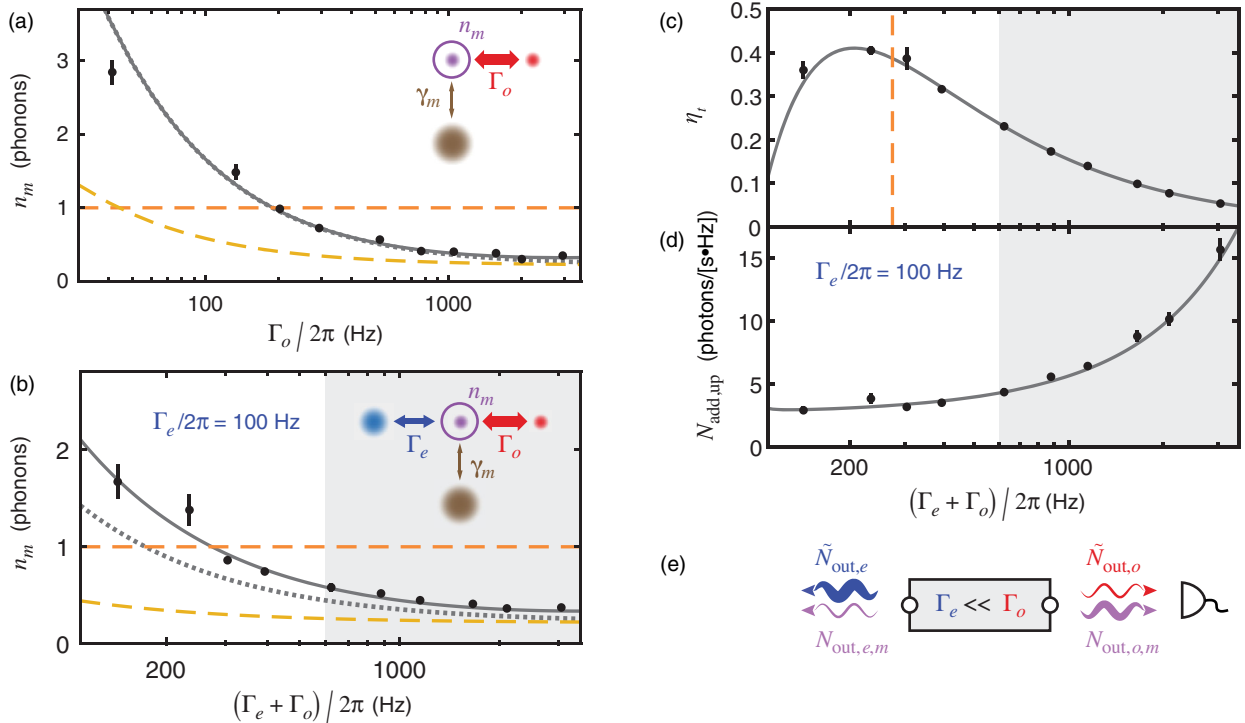 (a)
3
2
1
0
n_m (phonons)
100
1000
Γ_o / 2π (Hz)
n_m
Γ_o
γ_m
(b)
2
1
0
n_m (phonons)
200
1000
(Γ_e + Γ_o) / 2π (Hz)
Γ_e/2π = 100 Hz
n_m
Γ_e
Γ_o
γ_m
(c)
0.5
0.4
0.3
0.2
0.1
0
η_t
(d)
15
10
5
0
N_add,up (photons/[s•Hz])
Γ_e/2π = 100 Hz
200
1000
(Γ_e + Γ_o) / 2π (Hz)
(e)
Ñ_out,e
Ñ_out,o
Γ_e << Γ_o
N_out,e,m
N_out,o,m